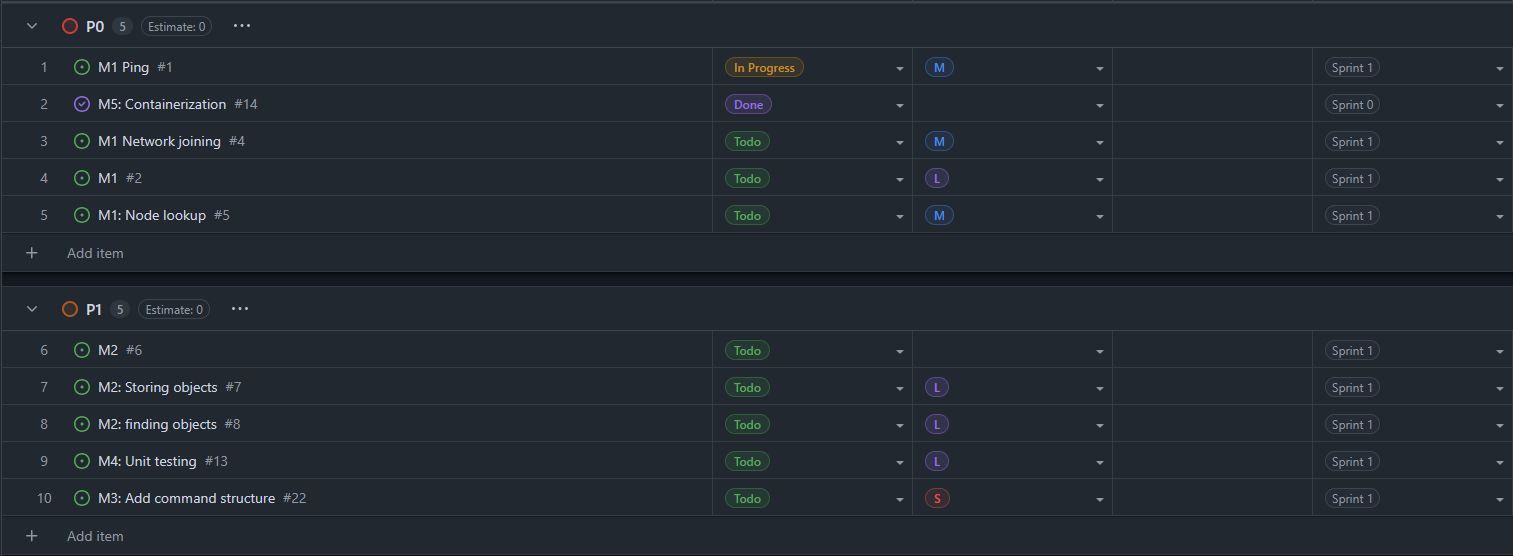 P0 5 Estimate: 0 ...
1 M1 Ping #1 In Progress M Sprint 1
2 M5: Containerization #14 Done Sprint 0
3 M1 Network joining #4 Todo M Sprint 1
4 M1 #2 Todo L Sprint 1
5 M1: Node lookup #5 Todo M Sprint 1
+ Add item
P1 5 Estimate: 0 ...
6 M2 #6 Todo Sprint 1
7 M2: Storing objects #7 Todo L Sprint 1
8 M2: finding objects #8 Todo L Sprint 1
9 M4: Unit testing #13 Todo L Sprint 1
10 M3: Add command structure #22 Todo S Sprint 1
+ Add item